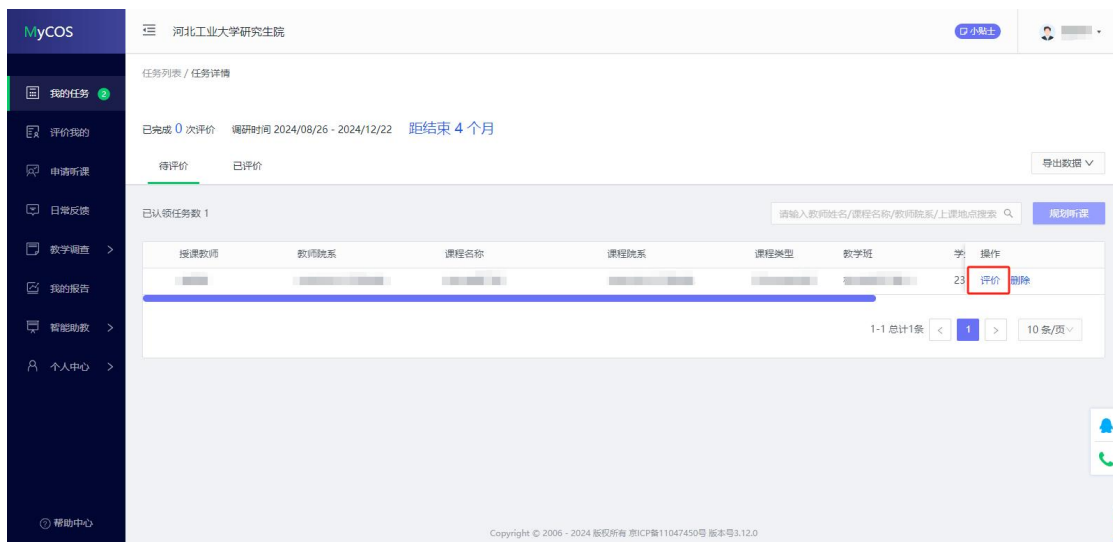 MyCOS
河北工业大学研究生院
小贴士
我的任务 2
评价我的
申请听课
日常反馈
教学调查
我的报告
智能助教
个人中心
帮助中心
任务列表 / 任务详情
已完成 0 次评价 调研时间 2024/08/26 - 2024/12/22 距结束 4 个月
待评价 已评价
导出数据
已认领任务数 1
请输入教师姓名/课程名称/教师院系/上课地点搜索
规划听课
授课教师 教师院系 课程名称 课程院系 课程类型 教学班 操作
23 评价 删除
1-1 总计1条 < 1 > 10 条/页
Copyright © 2006 - 2024 版权所有 京ICP备11047450号 版本号3.12.0